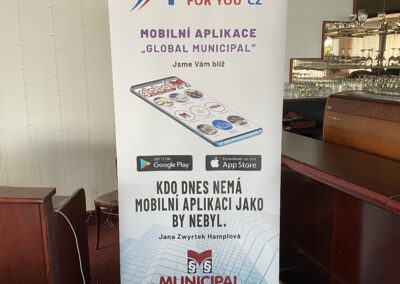 FOR YOU CZ
MOBILNÍ APLIKACE
„GLOBAL MUNICIPAL“
Jsme Vám blíž
GET IT ON
Google Play
Download on the
App Store
KDO DNES NEMÁ
MOBILNÍ APLIKACI JAKO
BY NEBYL.
Jana Zwyrtek Hamplová
MUNICIPAL